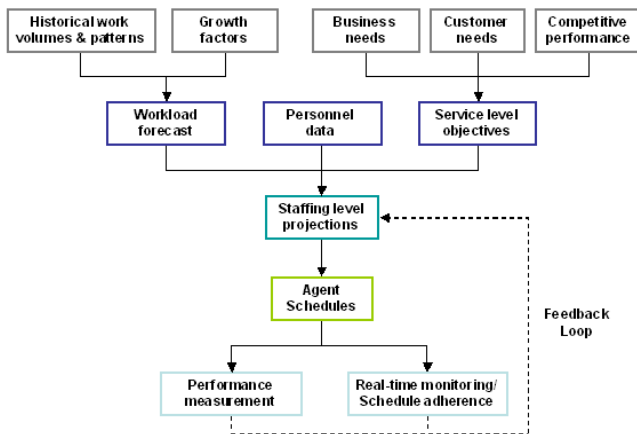 Historical work
volumes & patterns
Growth
factors
Business
needs
Customer
needs
Competitive
performance
Workload
forecast
Personnel
data
Service level
objectives
Staffing level
projections
Agent
Schedules
Feedback
Loop
Performance
measurement
Real-time monitoring/
Schedule adherence